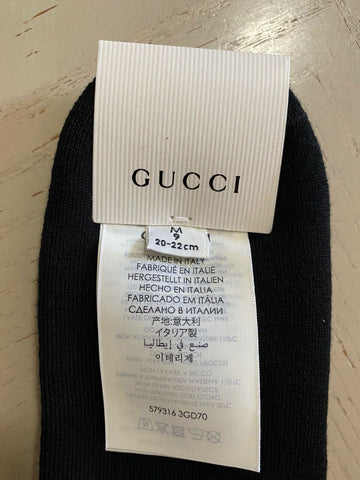 GUCCI
M
9
20-22cm
MADE IN ITALY
FABRIQUÉ EN ITALIE
HERGESTELLT IN ITALIEN
HECHO EN ITALIA
FABRICADO EM ITÁLIA
СДЕЛАНО В ИТАЛИИ
产地:意大利
イタリア製
صنع في إيطاليا
이태리제
579316 3GD70